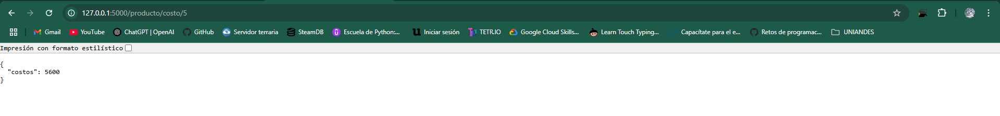 127.0.0.1:5000/producto/costo/5
Gmail YouTube ChatGPT | OpenAI GitHub Servidor terraria SteamDB Escuela de Python:... Iniciar sesión TETR.IO Google Cloud Skills... Learn Touch Typing... Capacítate para el e... Retos de programac... UNIANDES
Impresión con formato estilístico
{
"costos": 5600
}